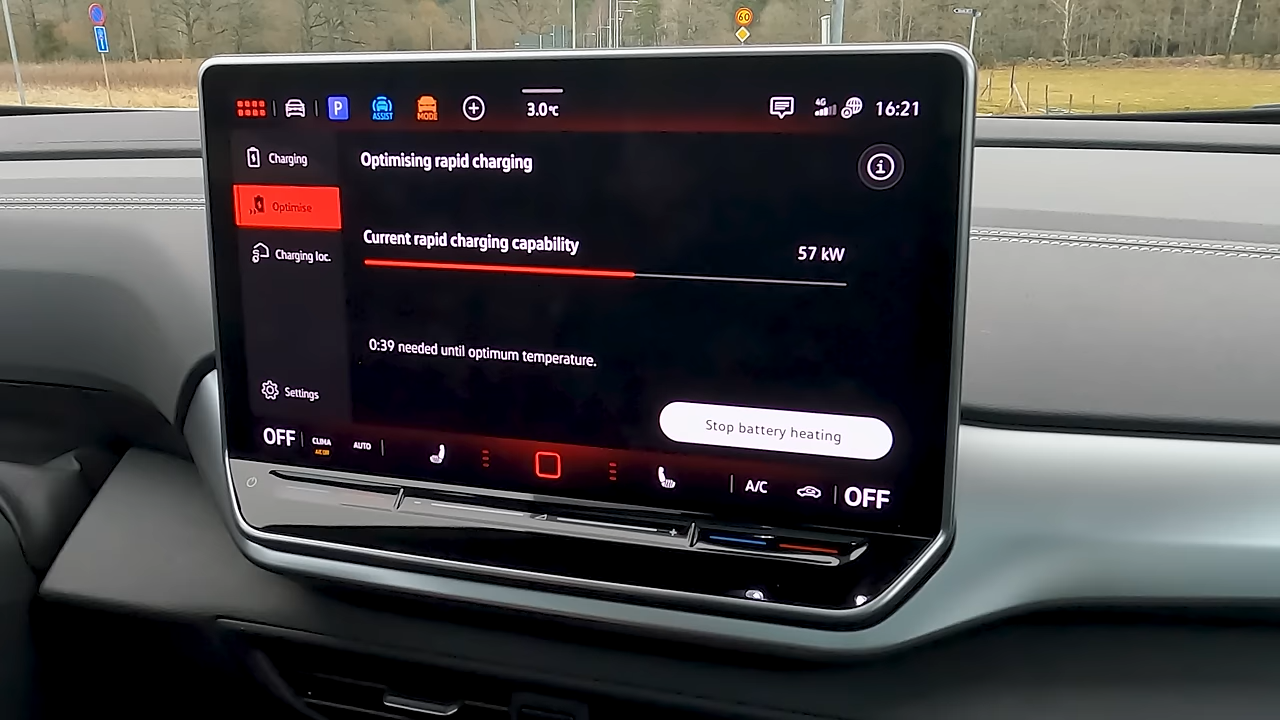 60
P
ASSIST
MODE
3.0°C
4G
16:21
Charging
Optimising rapid charging
Optimise
Current rapid charging capability
57 kW
Charging loc.
0:39 needed until optimum temperature.
Settings
Stop battery heating
OFF
CLIMA
AUTO
A/C
OFF